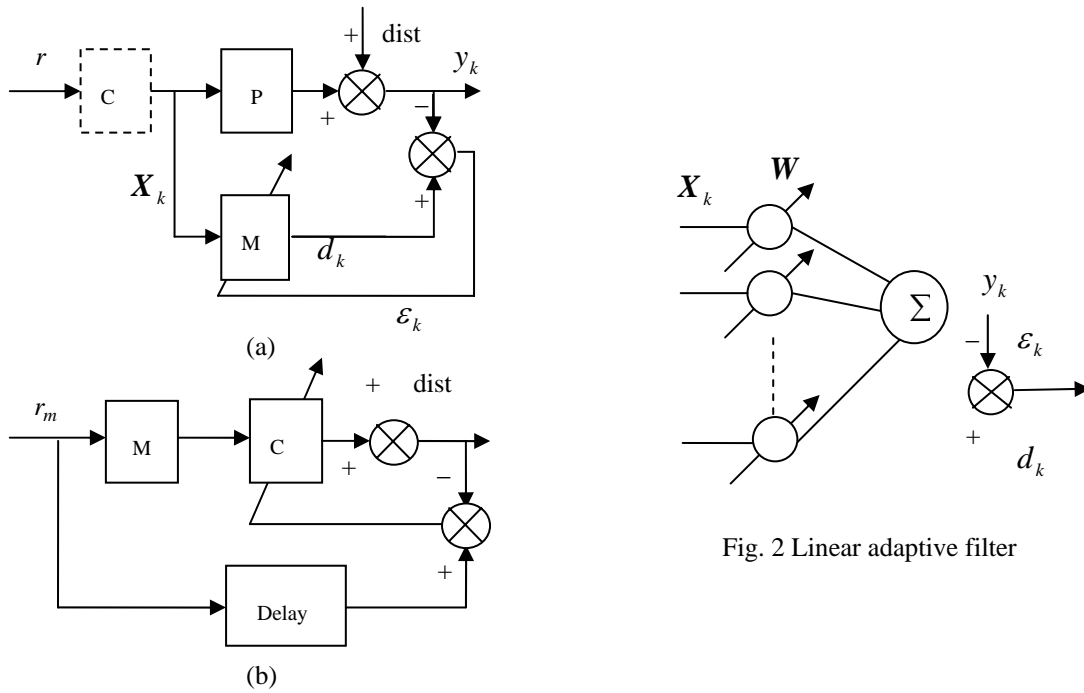 + dist
r
C
P
y_k
+
−
X_k
+
M
d_k
ε_k
(a)
+ dist
r_m
M
C
+
−
+
Delay
(b)
W
X_k
Σ
y_k
−
ε_k
+
d_k
Fig. 2 Linear adaptive filter